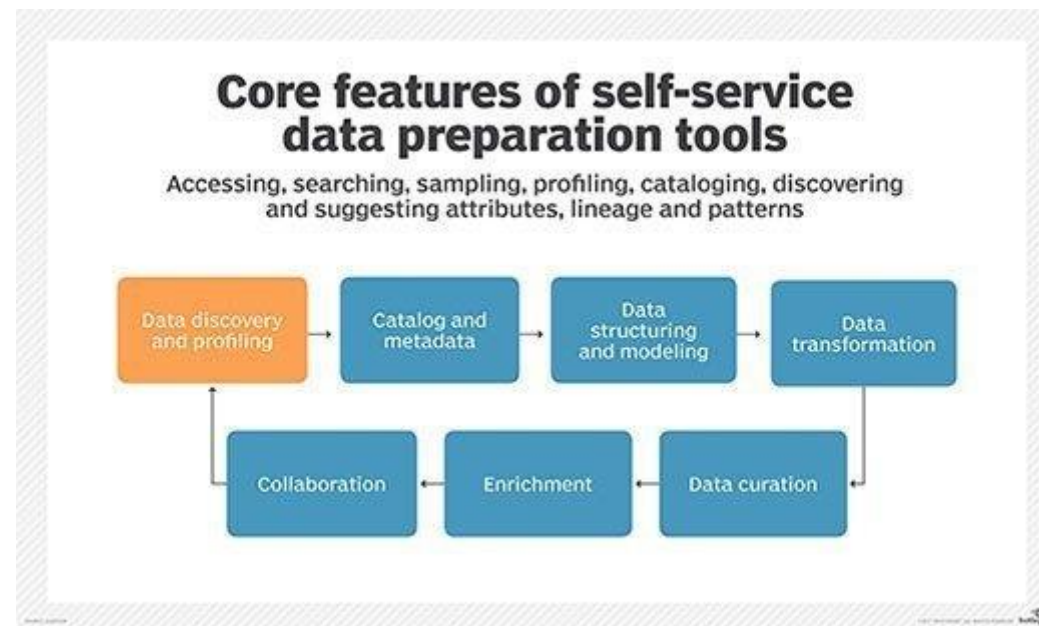 Core features of self-service
data preparation tools
Accessing, searching, sampling, profiling, cataloging, discovering
and suggesting attributes, lineage and patterns
Data discovery
and profiling
Catalog and
metadata
Data
structuring
and modeling
Data
transformation
Collaboration
Enrichment
Data curation